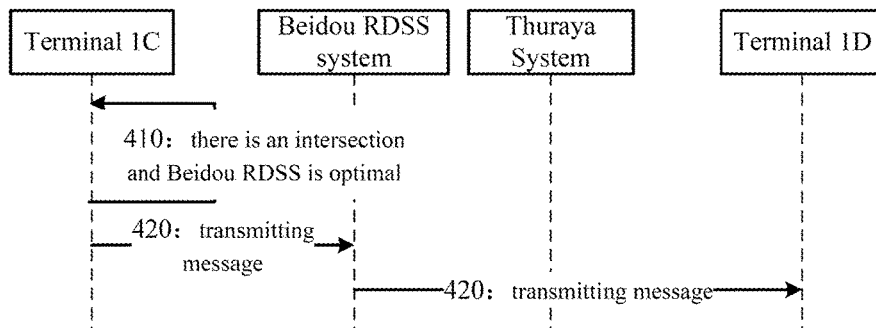 Terminal 1C
Beidou RDSS
system
Thuraya
System
Terminal 1D
410： there is an intersection
and Beidou RDSS is optimal
420： transmitting
message
420： transmitting message